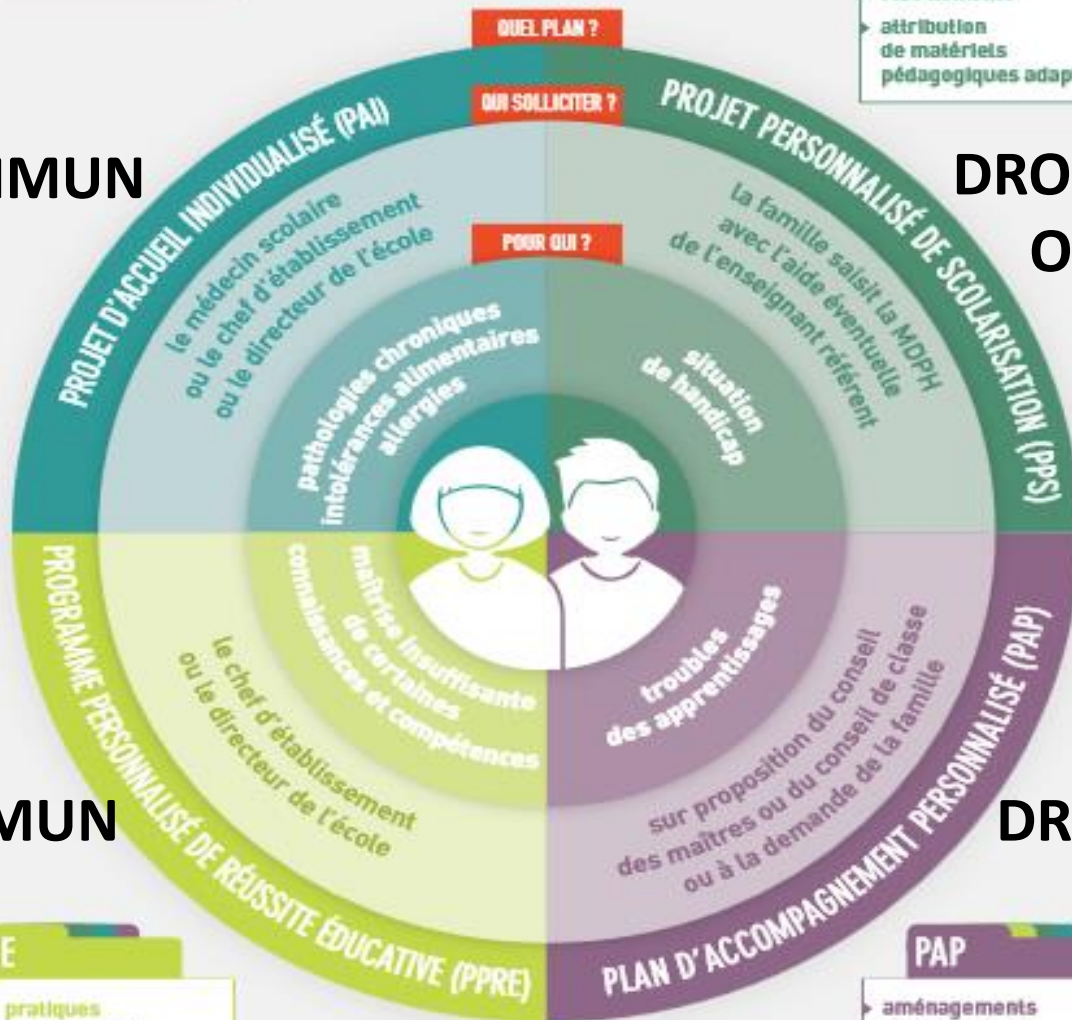 QUEL PLAN ?
QUI SOLLICITER ?
POUR QUI ?
attribution
de matériels
pédagogiques adap
MUN
DRO
O
PROJET D'ACCUEIL INDIVIDUALISÉ (PAI)
le médecin scolaire
ou le chef d'établissement
ou le directeur de l'école
pathologies chroniques
intolérances alimentaires
allergies
PROJET PERSONNALISÉ DE SCOLARISATION (PPS)
la famille saisit la MDPH
avec l'aide éventuelle
de l'enseignant référent
situation
de handicap
PROGRAMME PERSONNALISÉ DE RÉUSSITE ÉDUCATIVE (PPRE)
le chef d'établissement
ou le directeur de l'école
maîtrise insuffisante
de certaines
connaissances et compétences
PLAN D'ACCOMPAGNEMENT PERSONNALISÉ (PAP)
sur proposition du conseil
des maîtres ou du conseil de classe
ou à la demande de la famille
troubles
des apprentissages
MUN
DR
E
pratiques
PAP
aménagements